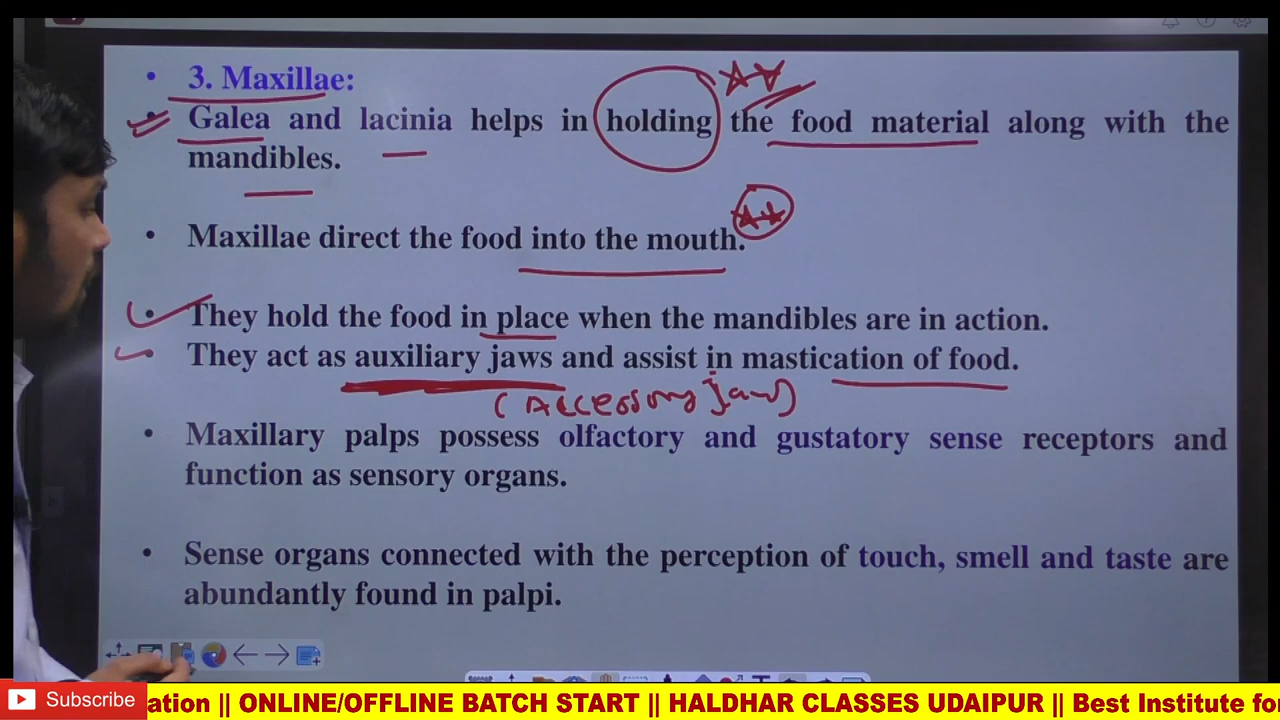 • 3. Maxillae:
• Galea and lacinia helps in holding the food material along with the
mandibles.
• Maxillae direct the food into the mouth.
• They hold the food in place when the mandibles are in action.
• They act as auxiliary jaws and assist in mastication of food.
(Accessory Jaw)
• Maxillary palps possess olfactory and gustatory sense receptors and
function as sensory organs.
• Sense organs connected with the perception of touch, smell and taste are
abundantly found in palpi.
Subscribe
ation || ONLINE/OFFLINE BATCH START || HALDHAR CLASSES UDAIPUR || Best Institute fo